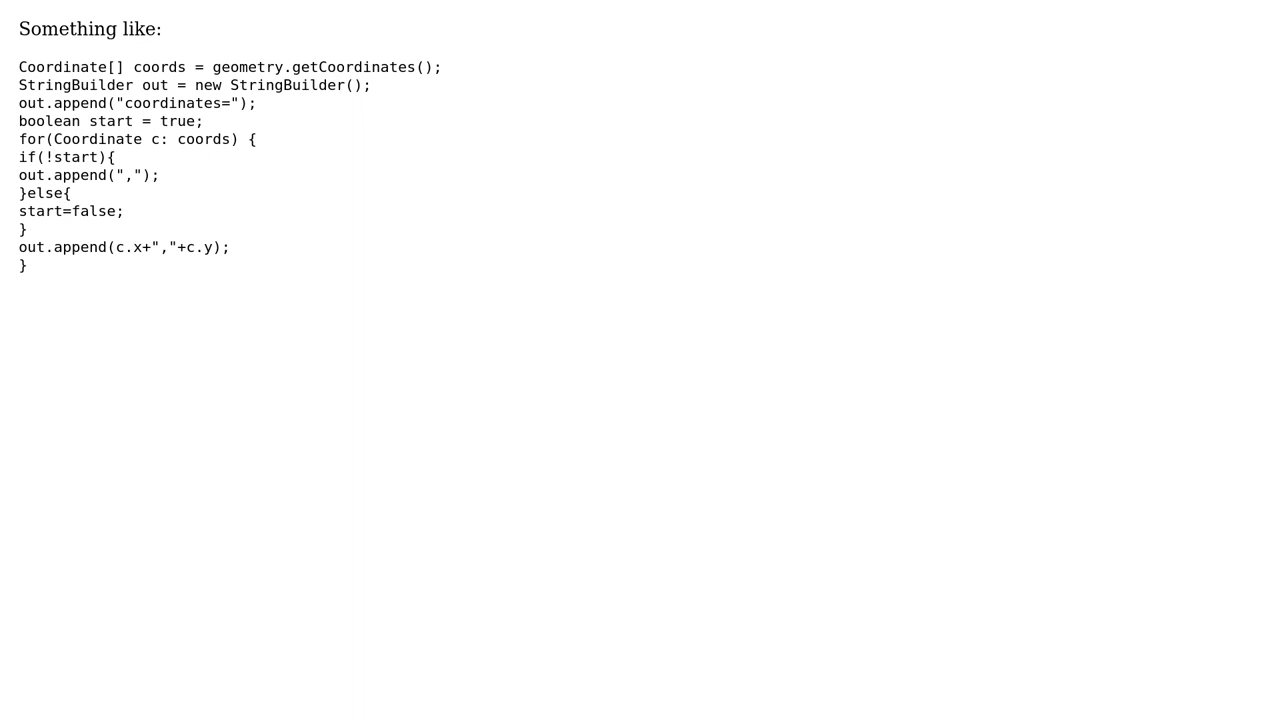 Something like:
Coordinate[] coords = geometry.getCoordinates();
StringBuilder out = new StringBuilder();
out.append("coordinates=");
boolean start = true;
for(Coordinate c: coords) {
if(!start){
out.append(",");
}else{
start=false;
}
out.append(c.x+","+c.y);
}